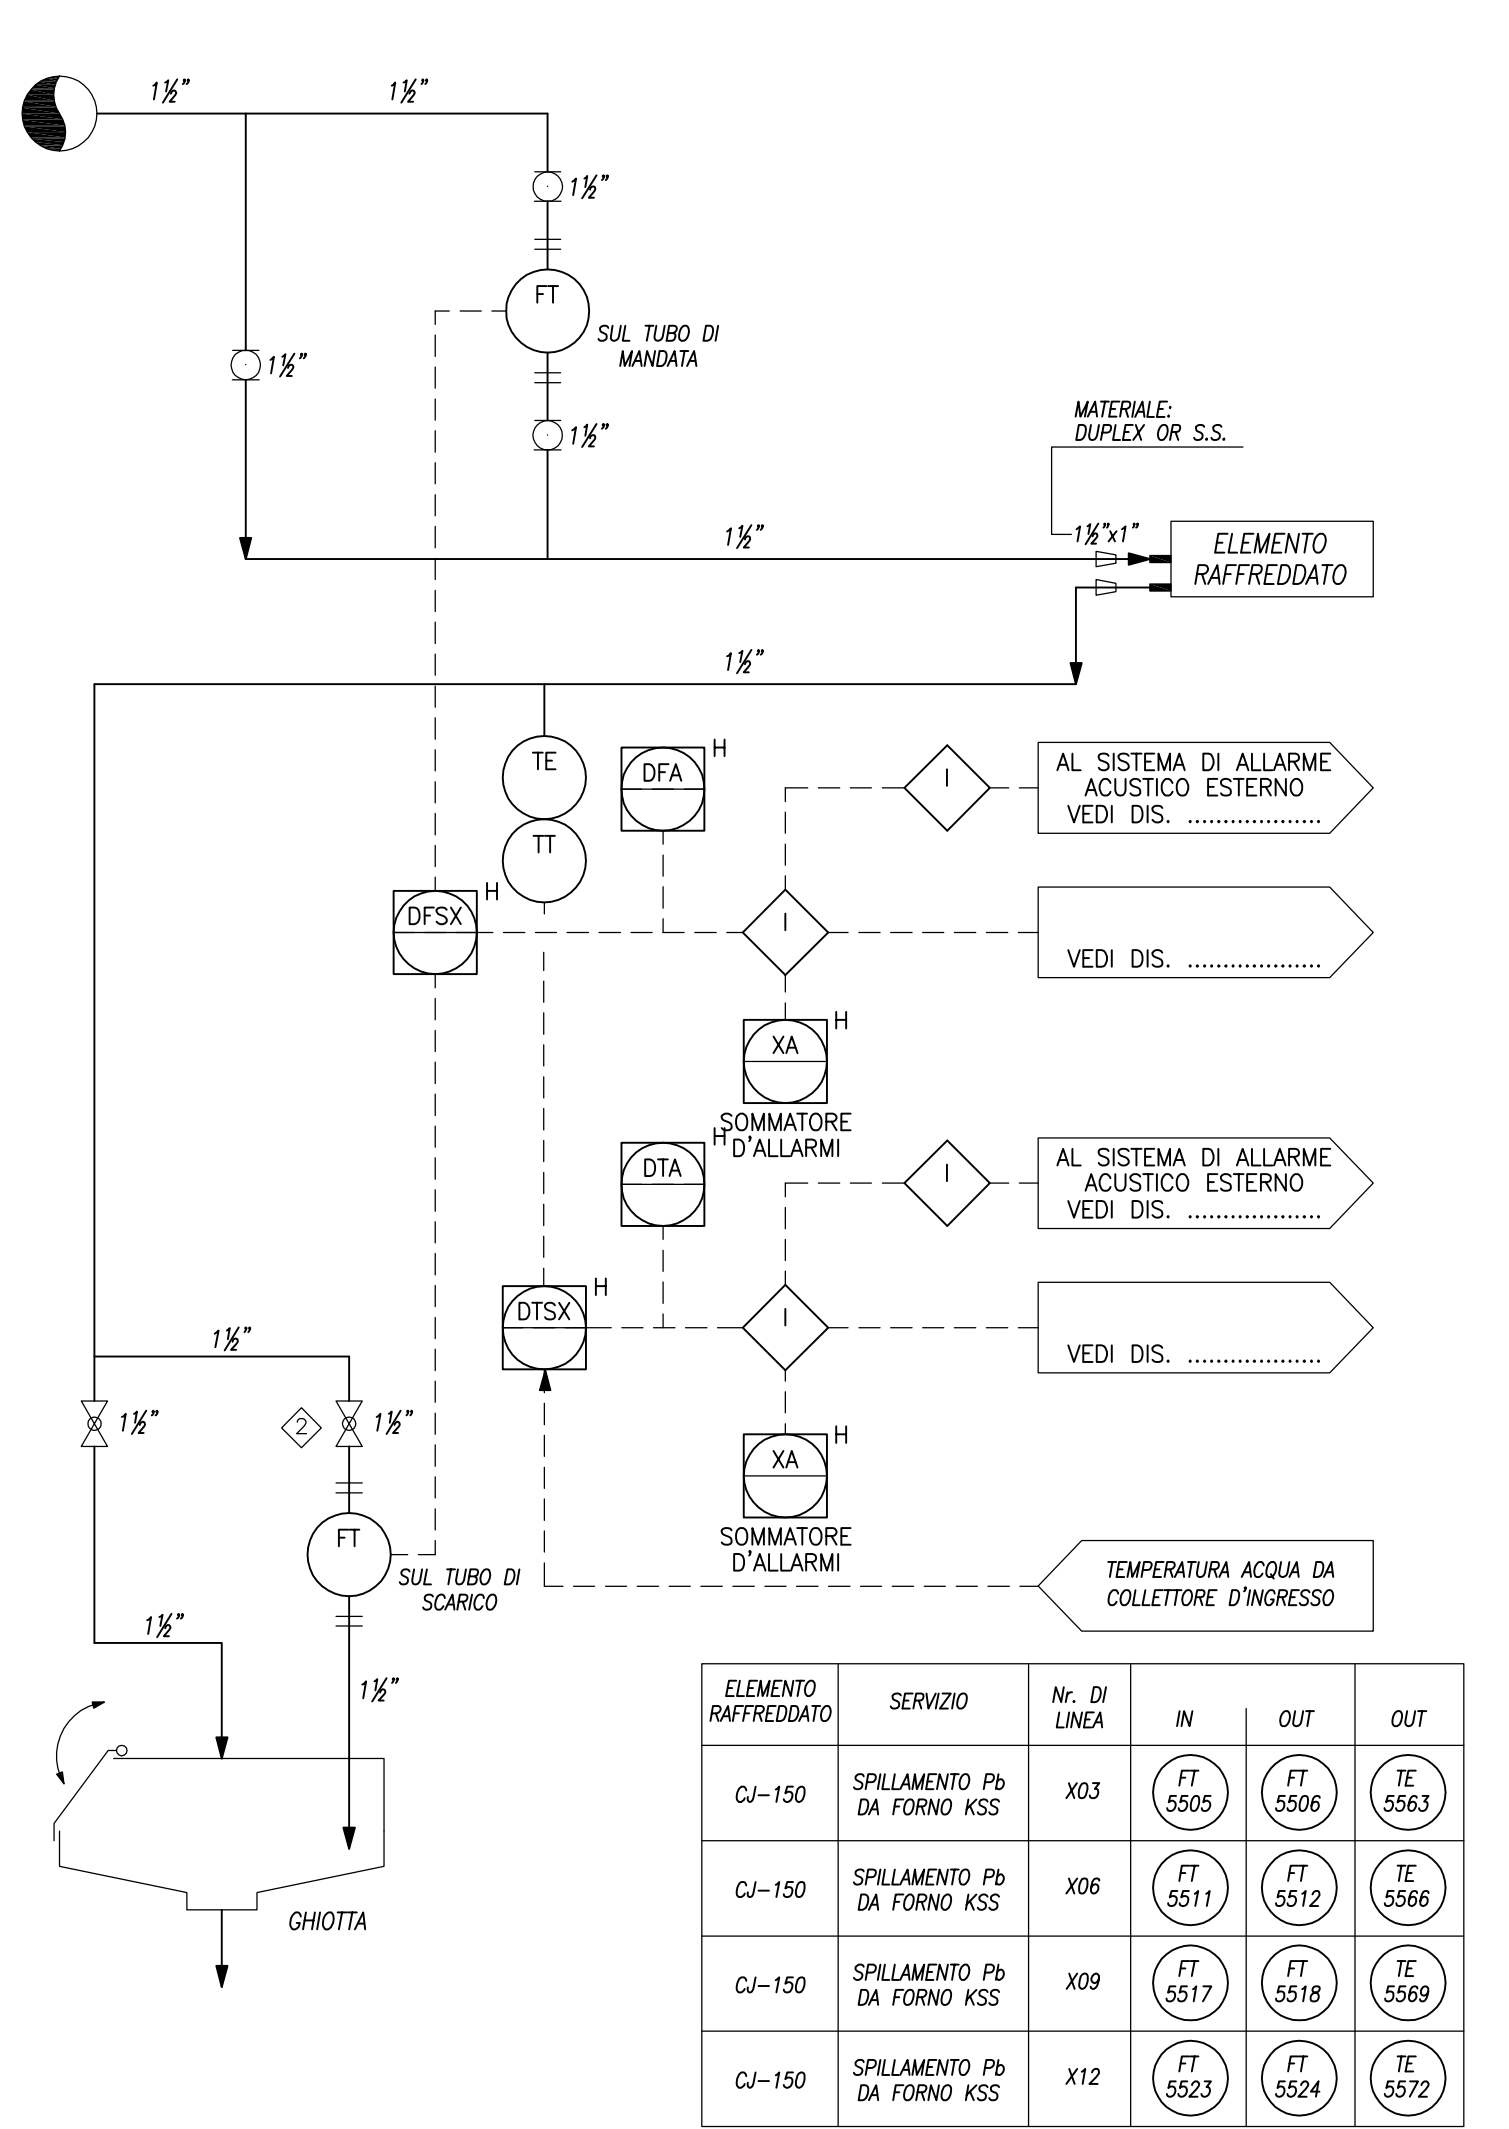 1½" 1½"
1½"
FT
SUL TUBO DI
MANDATA
1½"
1½"
MATERIALE:
DUPLEX OR S.S.
1½"x1"
1½"
ELEMENTO
RAFFREDDATO
1½"
TE
DFA H
I
AL SISTEMA DI ALLARME
ACUSTICO ESTERNO
VEDI DIS. ...................
TT
DFSX H
I
VEDI DIS. ...................
XA H
SOMMATORE
D'ALLARMI
DTA H
I
AL SISTEMA DI ALLARME
ACUSTICO ESTERNO
VEDI DIS. ...................
DTSX H
I
VEDI DIS. ...................
1½"
1½"
2
1½"
XA H
SOMMATORE
D'ALLARMI
FT
SUL TUBO DI
SCARICO
TEMPERATURA ACQUA DA
COLLETTORE D'INGRESSO
1½"
1½"
GHIOTTA
ELEMENTO
RAFFREDDATO
SERVIZIO
Nr. DI
LINEA
IN
OUT
OUT
CJ-150
SPILLAMENTO Pb
DA FORNO KSS
X03
FT
5505
FT
5506
TE
5563
CJ-150
SPILLAMENTO Pb
DA FORNO KSS
X06
FT
5511
FT
5512
TE
5566
CJ-150
SPILLAMENTO Pb
DA FORNO KSS
X09
FT
5517
FT
5518
TE
5569
CJ-150
SPILLAMENTO Pb
DA FORNO KSS
X12
FT
5523
FT
5524
TE
5572